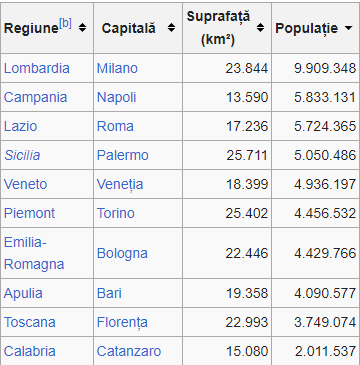 Regiune[b] Capitală Suprafață (km²) Populație
Lombardia Milano 23.844 9.909.348
Campania Napoli 13.590 5.833.131
Lazio Roma 17.236 5.724.365
Sicilia Palermo 25.711 5.050.486
Veneto Veneția 18.399 4.936.197
Piemont Torino 25.402 4.456.532
Emilia-Romagna Bologna 22.446 4.429.766
Apulia Bari 19.358 4.090.577
Toscana Florența 22.993 3.749.074
Calabria Catanzaro 15.080 2.011.537